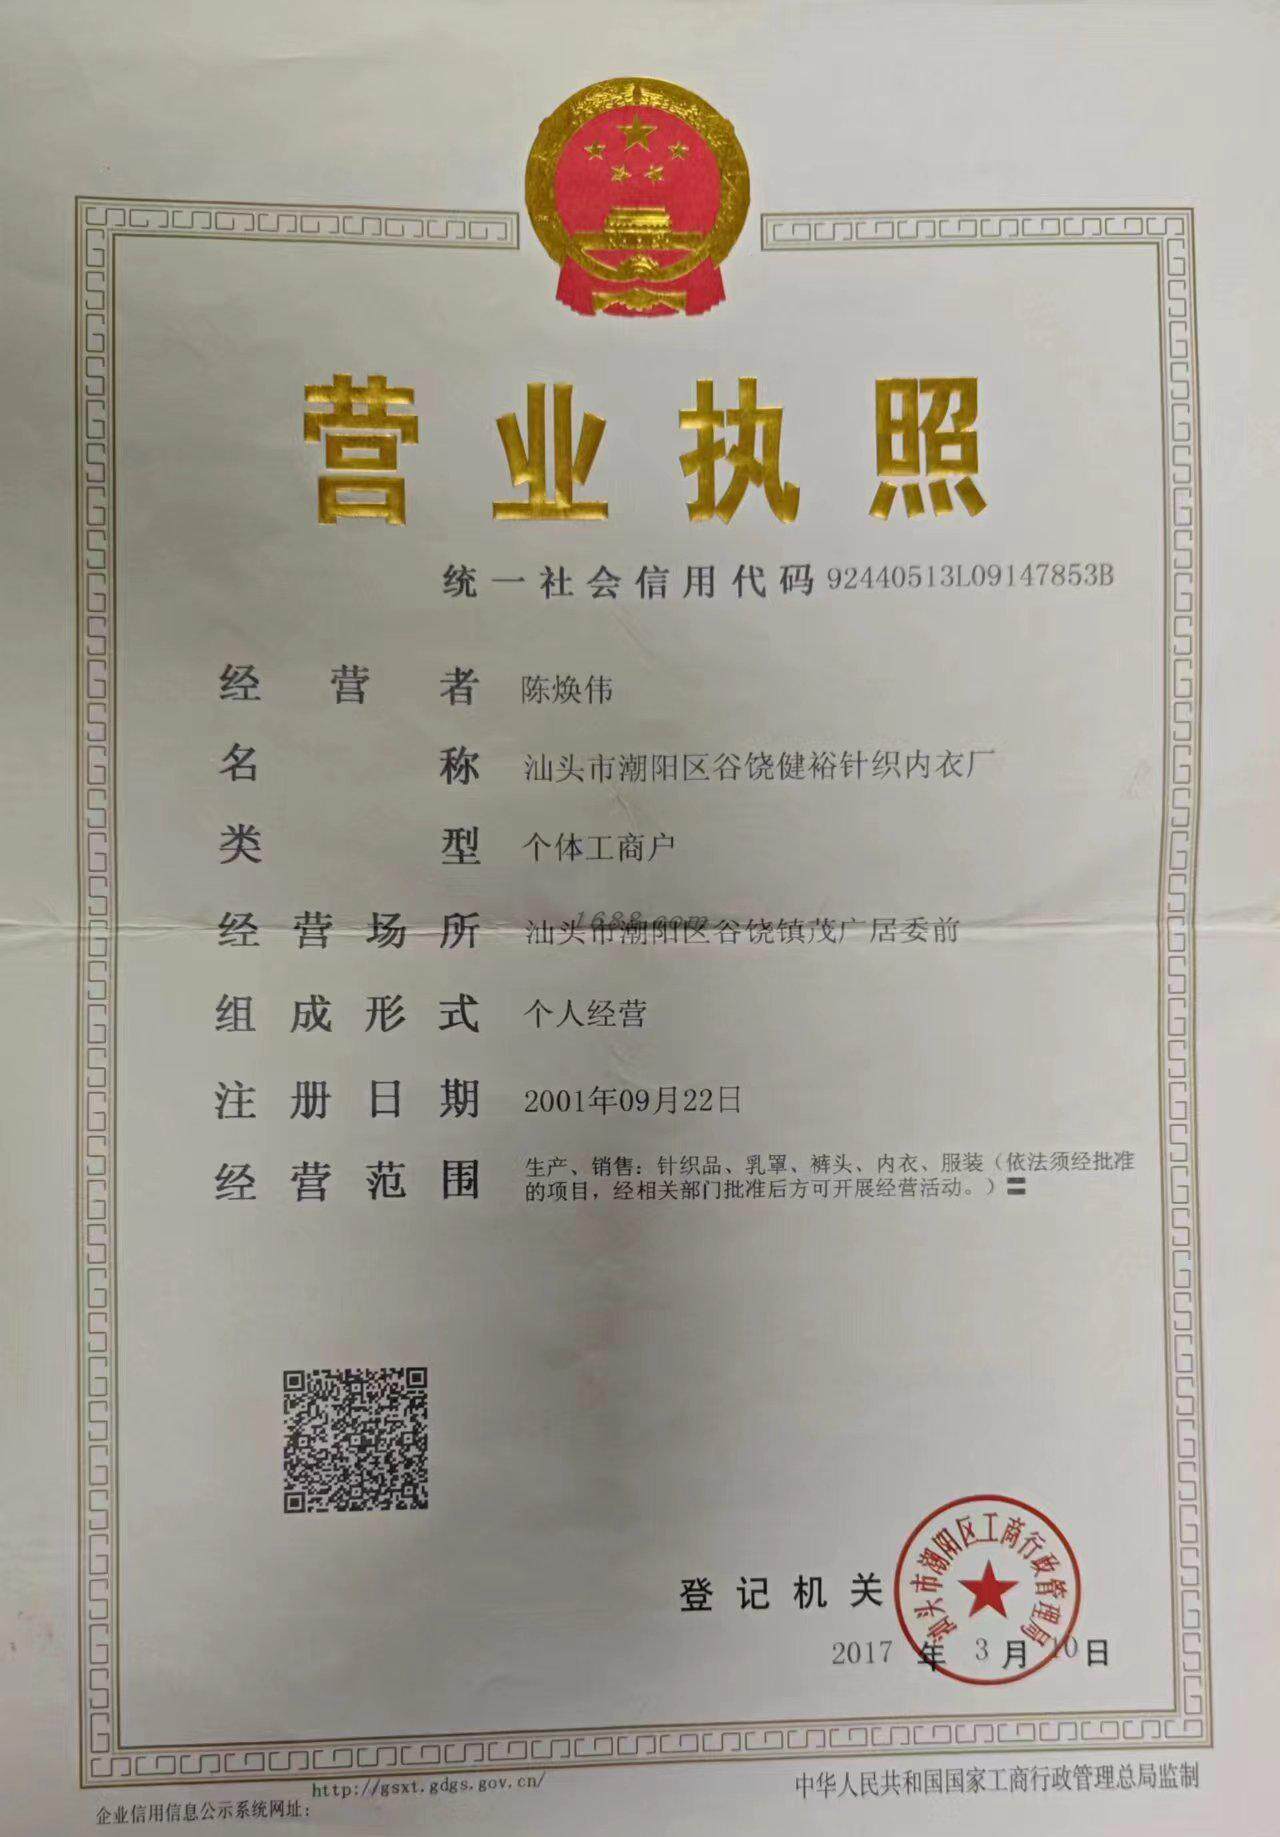 营业执照
统一社会信用代码 92440513L09147853B
经营者 陈焕伟
名称 汕头市潮阳区谷饶健裕针织内衣厂
类型 个体工商户
经营场所 汕头市潮阳区谷饶镇茂广居委前
1688.com
组成形式 个人经营
注册日期 2001年09月22日
经营范围 生产、销售：针织品、乳罩、裤头、内衣、服装（依法须经批准
的项目，经相关部门批准后方可开展经营活动。）〓
汕头市潮阳区工商行政管理局
登记机关
2017 年 3 月 10 日
http://gsxt.gdgs.gov.cn/
企业信用信息公示系统网址：
中华人民共和国国家工商行政管理总局监制